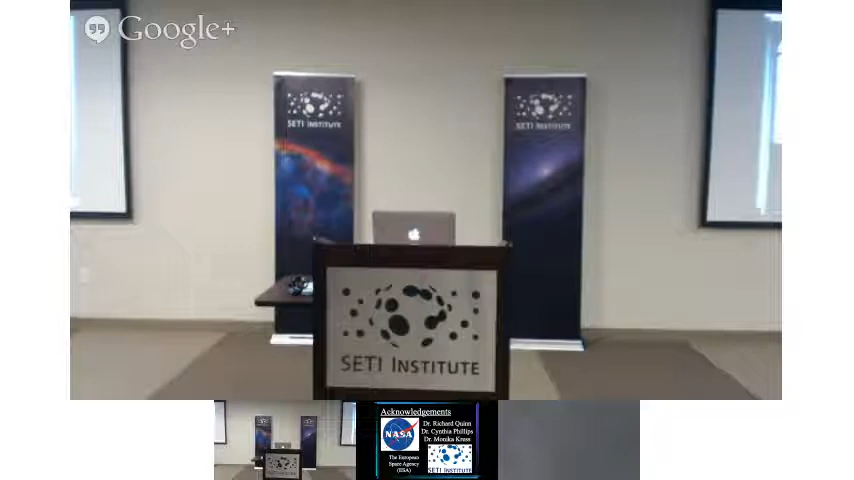 Google+
SETI INSTITUTE
SETI INSTITUTE
SETI INSTITUTE
Acknowledgements
NASA
Dr. Richard Quinn
Dr. Cynthia Phillips
Dr. Monika Kress
The European
Space Agency
(ESA)
SETI INSTITUTE